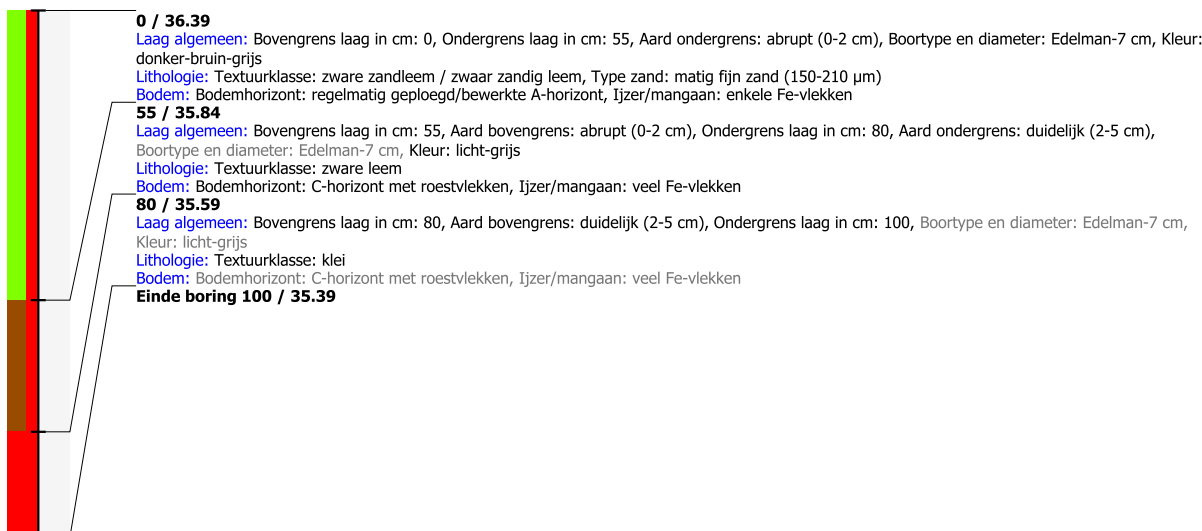 0 / 36.39
Laag algemeen: Bovengrens laag in cm: 0, Ondergrens laag in cm: 55, Aard ondergrens: abrupt (0-2 cm), Boortype en diameter: Edelman-7 cm, Kleur:
donker-bruin-grijs
Lithologie: Textuurklasse: zware zandleem / zwaar zandig leem, Type zand: matig fijn zand (150-210 µm)
Bodem: Bodemhorizont: regelmatig geploegd/bewerkte A-horizont, Ijzer/mangaan: enkele Fe-vlekken
55 / 35.84
Laag algemeen: Bovengrens laag in cm: 55, Aard bovengrens: abrupt (0-2 cm), Ondergrens laag in cm: 80, Aard ondergrens: duidelijk (2-5 cm),
Boortype en diameter: Edelman-7 cm, Kleur: licht-grijs
Lithologie: Textuurklasse: zware leem
Bodem: Bodemhorizont: C-horizont met roestvlekken, Ijzer/mangaan: veel Fe-vlekken
80 / 35.59
Laag algemeen: Bovengrens laag in cm: 80, Aard bovengrens: duidelijk (2-5 cm), Ondergrens laag in cm: 100, Boortype en diameter: Edelman-7 cm,
Kleur: licht-grijs
Lithologie: Textuurklasse: klei
Bodem: Bodemhorizont: C-horizont met roestvlekken, Ijzer/mangaan: veel Fe-vlekken
Einde boring 100 / 35.39